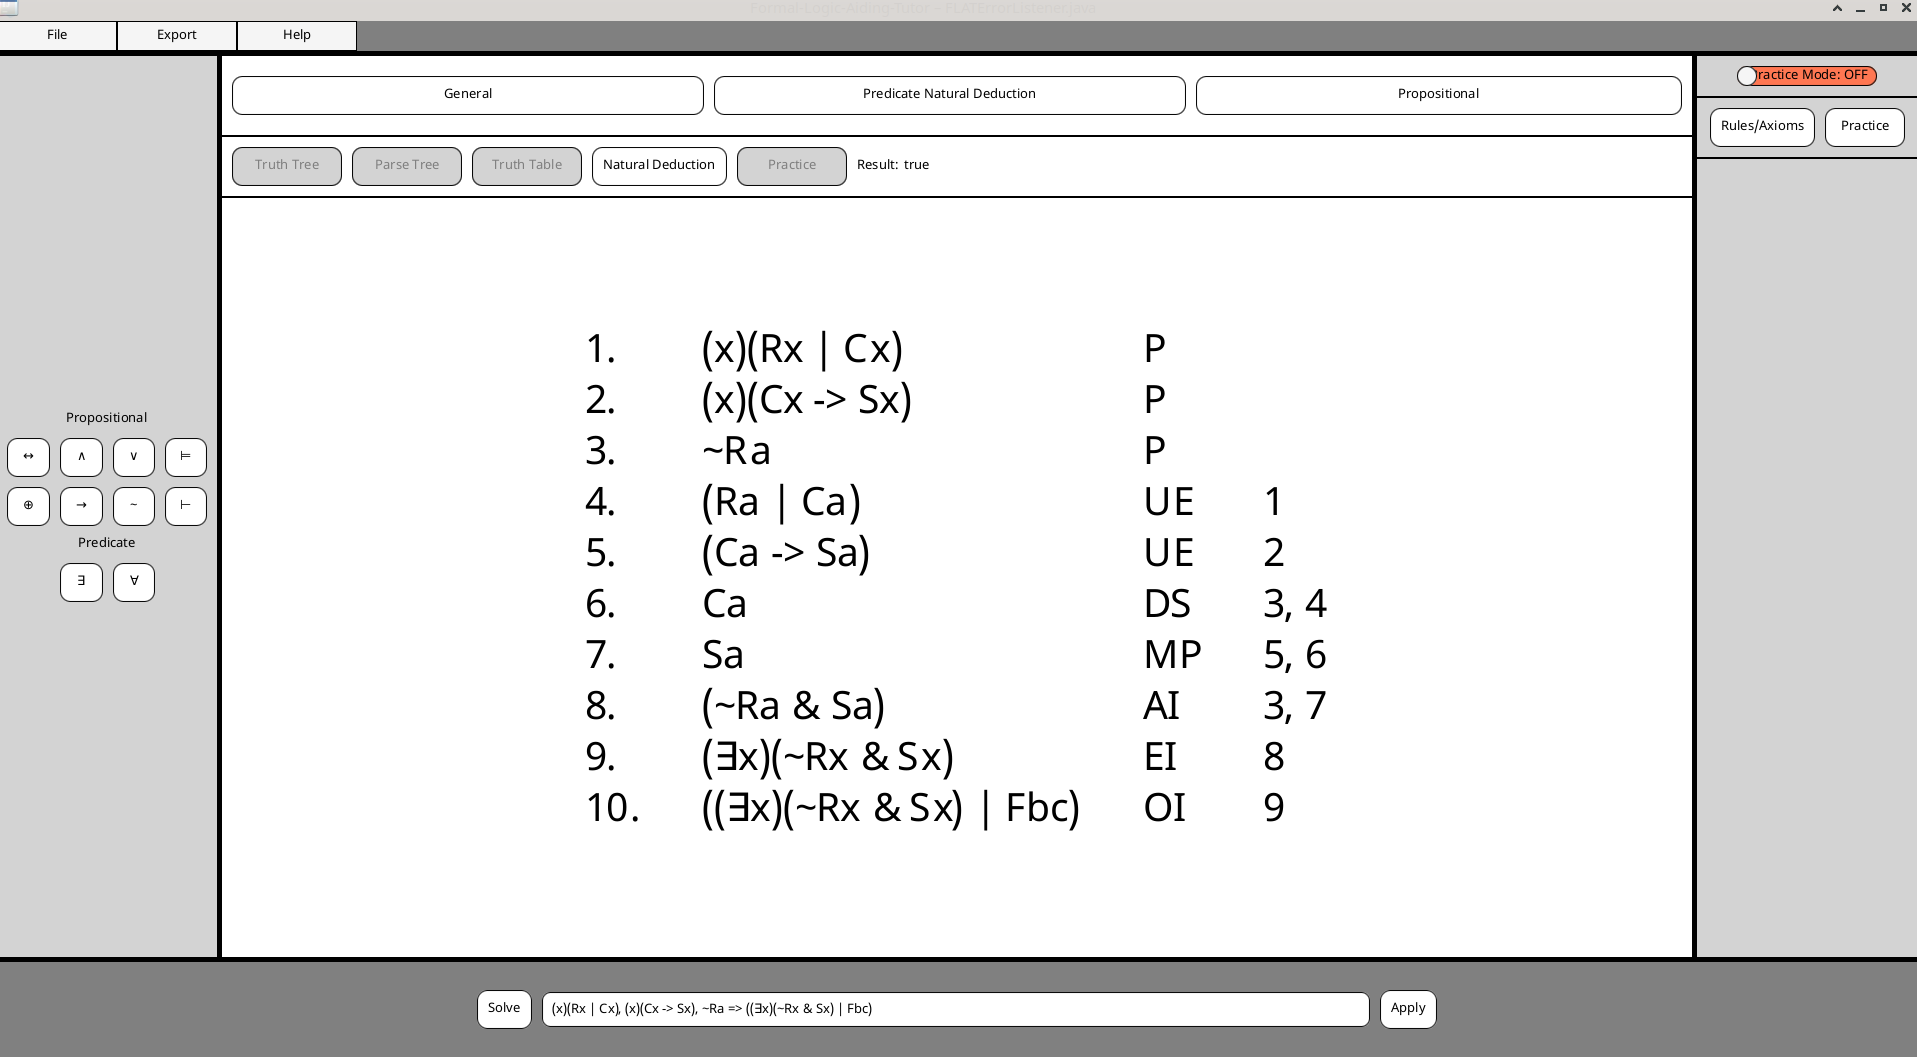 Formal-Logic-Aiding-Tutor – FLATErrorListener.java
File Export Help
Practice Mode: OFF
General Predicate Natural Deduction Propositional
Rules/Axioms Practice
Truth Tree Parse Tree Truth Table Natural Deduction Practice Result: true
1. (x)(Rx | Cx) P
2. (x)(Cx -> Sx) P
3. ~Ra P
4. (Ra | Ca) UE 1
5. (Ca -> Sa) UE 2
6. Ca DS 3, 4
7. Sa MP 5, 6
8. (~Ra & Sa) AI 3, 7
9. (∃x)(~Rx & Sx) EI 8
10. ((∃x)(~Rx & Sx) | Fbc) OI 9
Propositional
↔ ∧ ∨ ⊨
⊕ → ~ ⊢
Predicate
∃ ∀
Solve (x)(Rx | Cx), (x)(Cx -> Sx), ~Ra => ((∃x)(~Rx & Sx) | Fbc) Apply